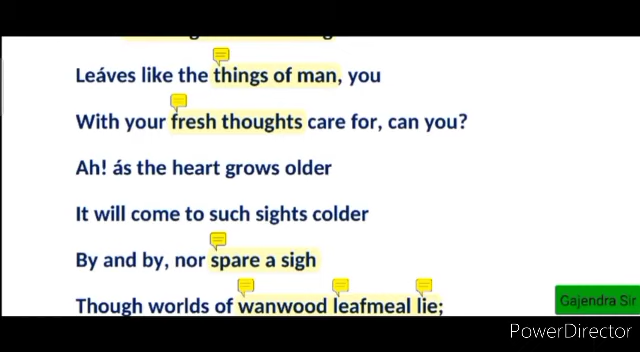 Leáves like the things of man, you
With your fresh thoughts care for, can you?
Ah! ás the heart grows older
It will come to such sights colder
By and by, nor spare a sigh
Though worlds of wanwood leafmeal lie;
Gajendra Sir
PowerDirector